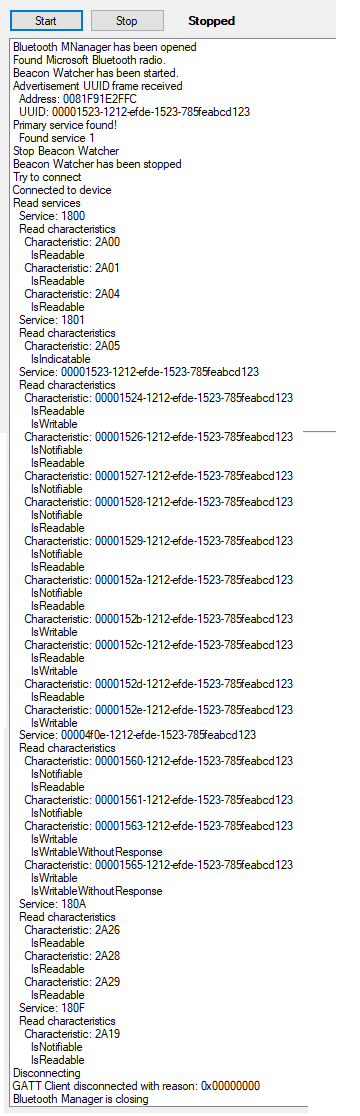 Start
Stop
Stopped
Bluetooth MNanager has been opened
Found Microsoft Bluetooth radio.
Beacon Watcher has been started.
Advertisement UUID frame received
Address: 0081F91E2FFC
UUID: 00001523-1212-efde-1523-785feabcd123
Primary service found!
Found service 1
Stop Beacon Watcher
Beacon Watcher has been stopped
Try to connect
Connected to device
Read services
Service: 1800
Read characteristics
Characteristic: 2A00
IsReadable
Characteristic: 2A01
IsReadable
Characteristic: 2A04
IsReadable
Service: 1801
Read characteristics
Characteristic: 2A05
IsIndicatable
Service: 00001523-1212-efde-1523-785feabcd123
Read characteristics
Characteristic: 00001524-1212-efde-1523-785feabcd123
IsReadable
IsWritable
Characteristic: 00001526-1212-efde-1523-785feabcd123
IsNotifiable
IsReadable
Characteristic: 00001527-1212-efde-1523-785feabcd123
IsNotifiable
Characteristic: 00001528-1212-efde-1523-785feabcd123
IsNotifiable
IsReadable
Characteristic: 00001529-1212-efde-1523-785feabcd123
IsNotifiable
IsReadable
Characteristic: 0000152a-1212-efde-1523-785feabcd123
IsNotifiable
IsReadable
Characteristic: 0000152b-1212-efde-1523-785feabcd123
IsWritable
Characteristic: 0000152c-1212-efde-1523-785feabcd123
IsReadable
IsWritable
Characteristic: 0000152d-1212-efde-1523-785feabcd123
IsReadable
Characteristic: 0000152e-1212-efde-1523-785feabcd123
IsWritable
Service: 00004f0e-1212-efde-1523-785feabcd123
Read characteristics
Characteristic: 00001560-1212-efde-1523-785feabcd123
IsNotifiable
IsReadable
Characteristic: 00001561-1212-efde-1523-785feabcd123
IsNotifiable
Characteristic: 00001563-1212-efde-1523-785feabcd123
IsWritable
IsWritableWithoutResponse
Characteristic: 00001565-1212-efde-1523-785feabcd123
IsWritable
IsWritableWithoutResponse
Service: 180A
Read characteristics
Characteristic: 2A26
IsReadable
Characteristic: 2A28
IsReadable
Characteristic: 2A29
IsReadable
Service: 180F
Read characteristics
Characteristic: 2A19
IsNotifiable
IsReadable
Disconnecting
GATT Client disconnected with reason: 0x00000000
Bluetooth Manager is closing